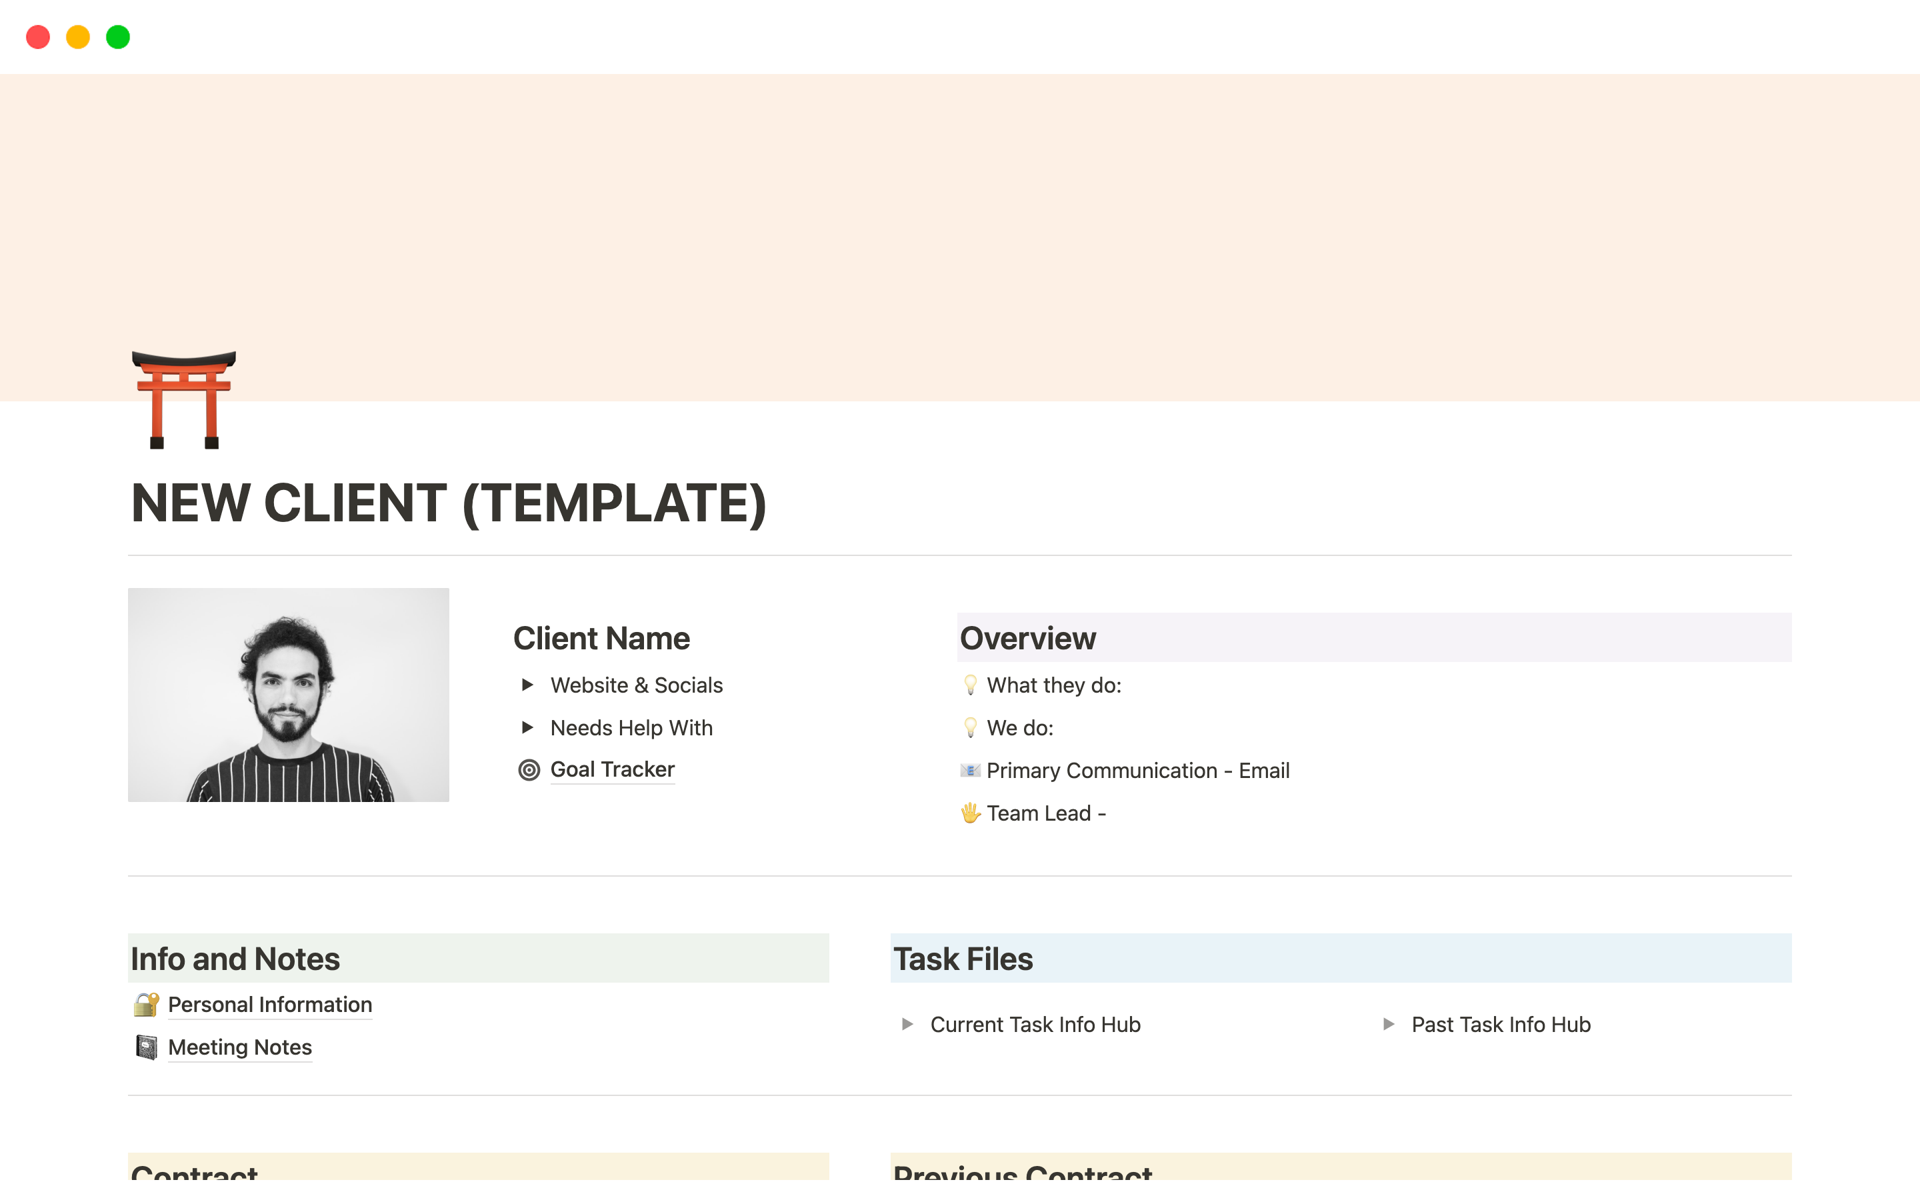 NEW CLIENT (TEMPLATE)
Client Name
Website & Socials
Needs Help With
Goal Tracker
Overview
What they do:
We do:
Primary Communication - Email
Team Lead -
Info and Notes
Personal Information
Meeting Notes
Task Files
Current Task Info Hub
Past Task Info Hub
Contract
Previous Contract